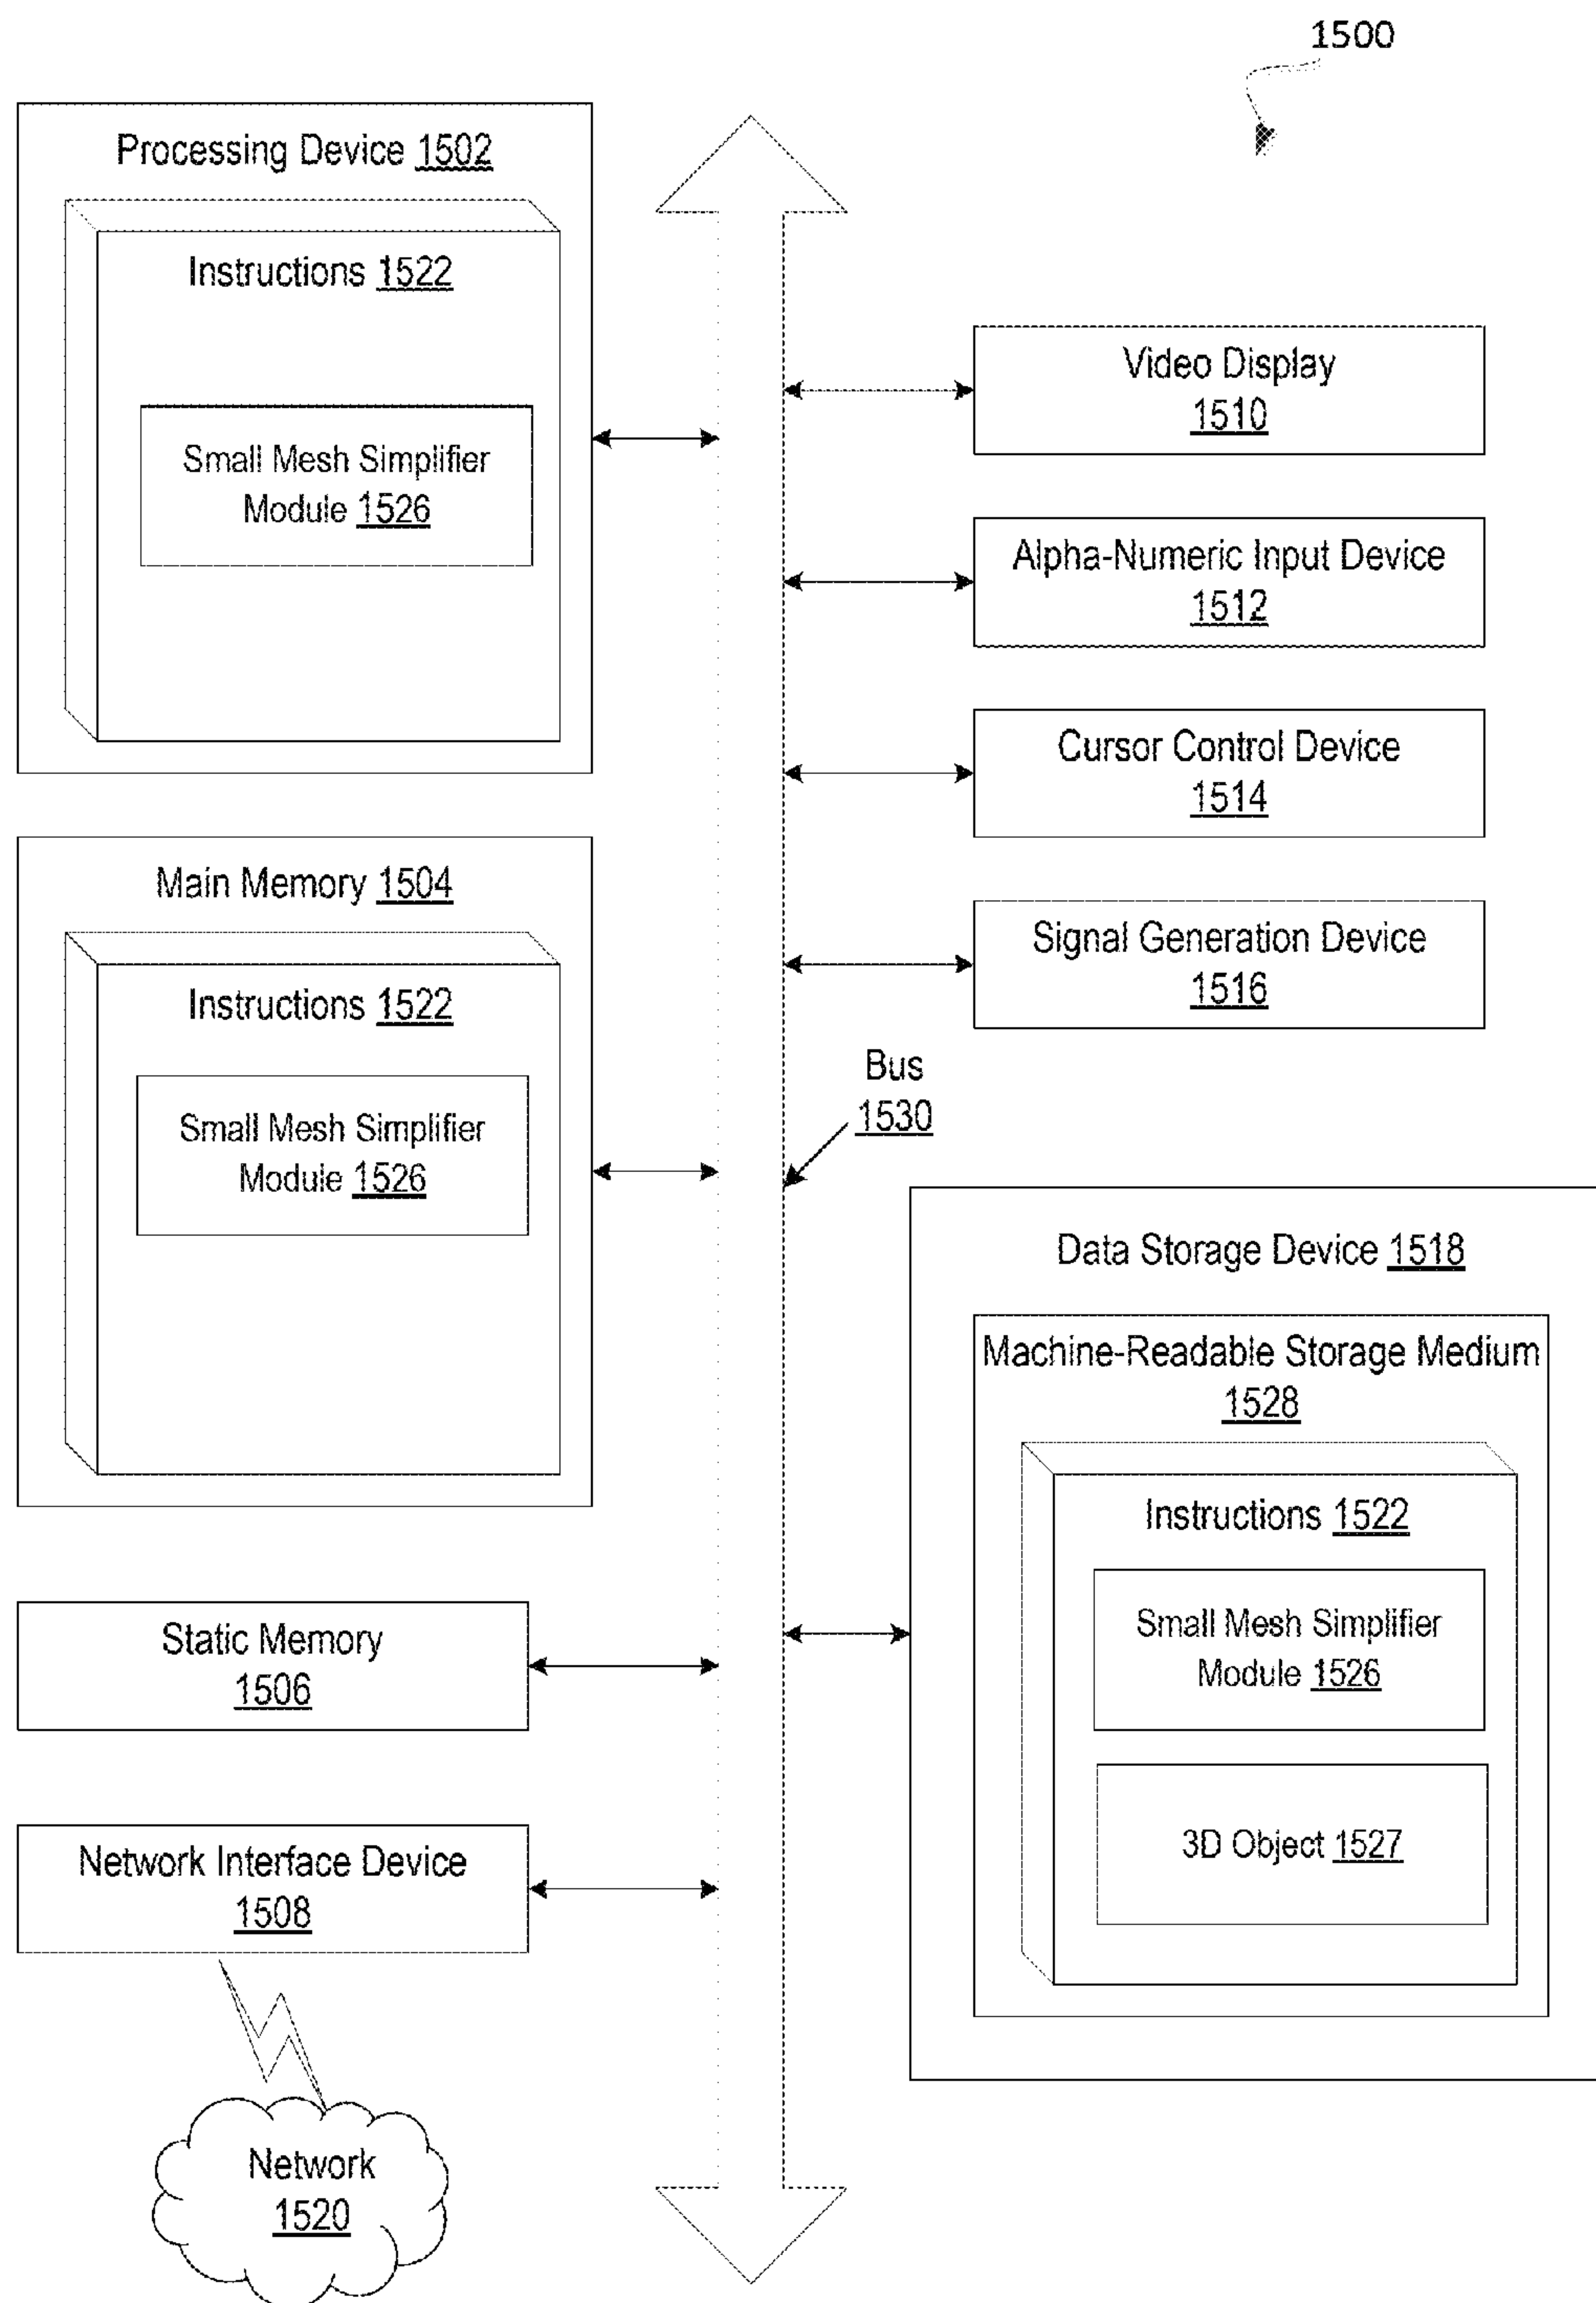 1500
Processing Device 1502
Instructions 1522
Small Mesh Simplifier
Module 1526
Main Memory 1504
Instructions 1522
Small Mesh Simplifier
Module 1526
Static Memory
1506
Network Interface Device
1508
Network
1520
Video Display
1510
Alpha-Numeric Input Device
1512
Cursor Control Device
1514
Signal Generation Device
1516
Bus
1530
Data Storage Device 1518
Machine-Readable Storage Medium
1528
Instructions 1522
Small Mesh Simplifier
Module 1526
3D Object 1527